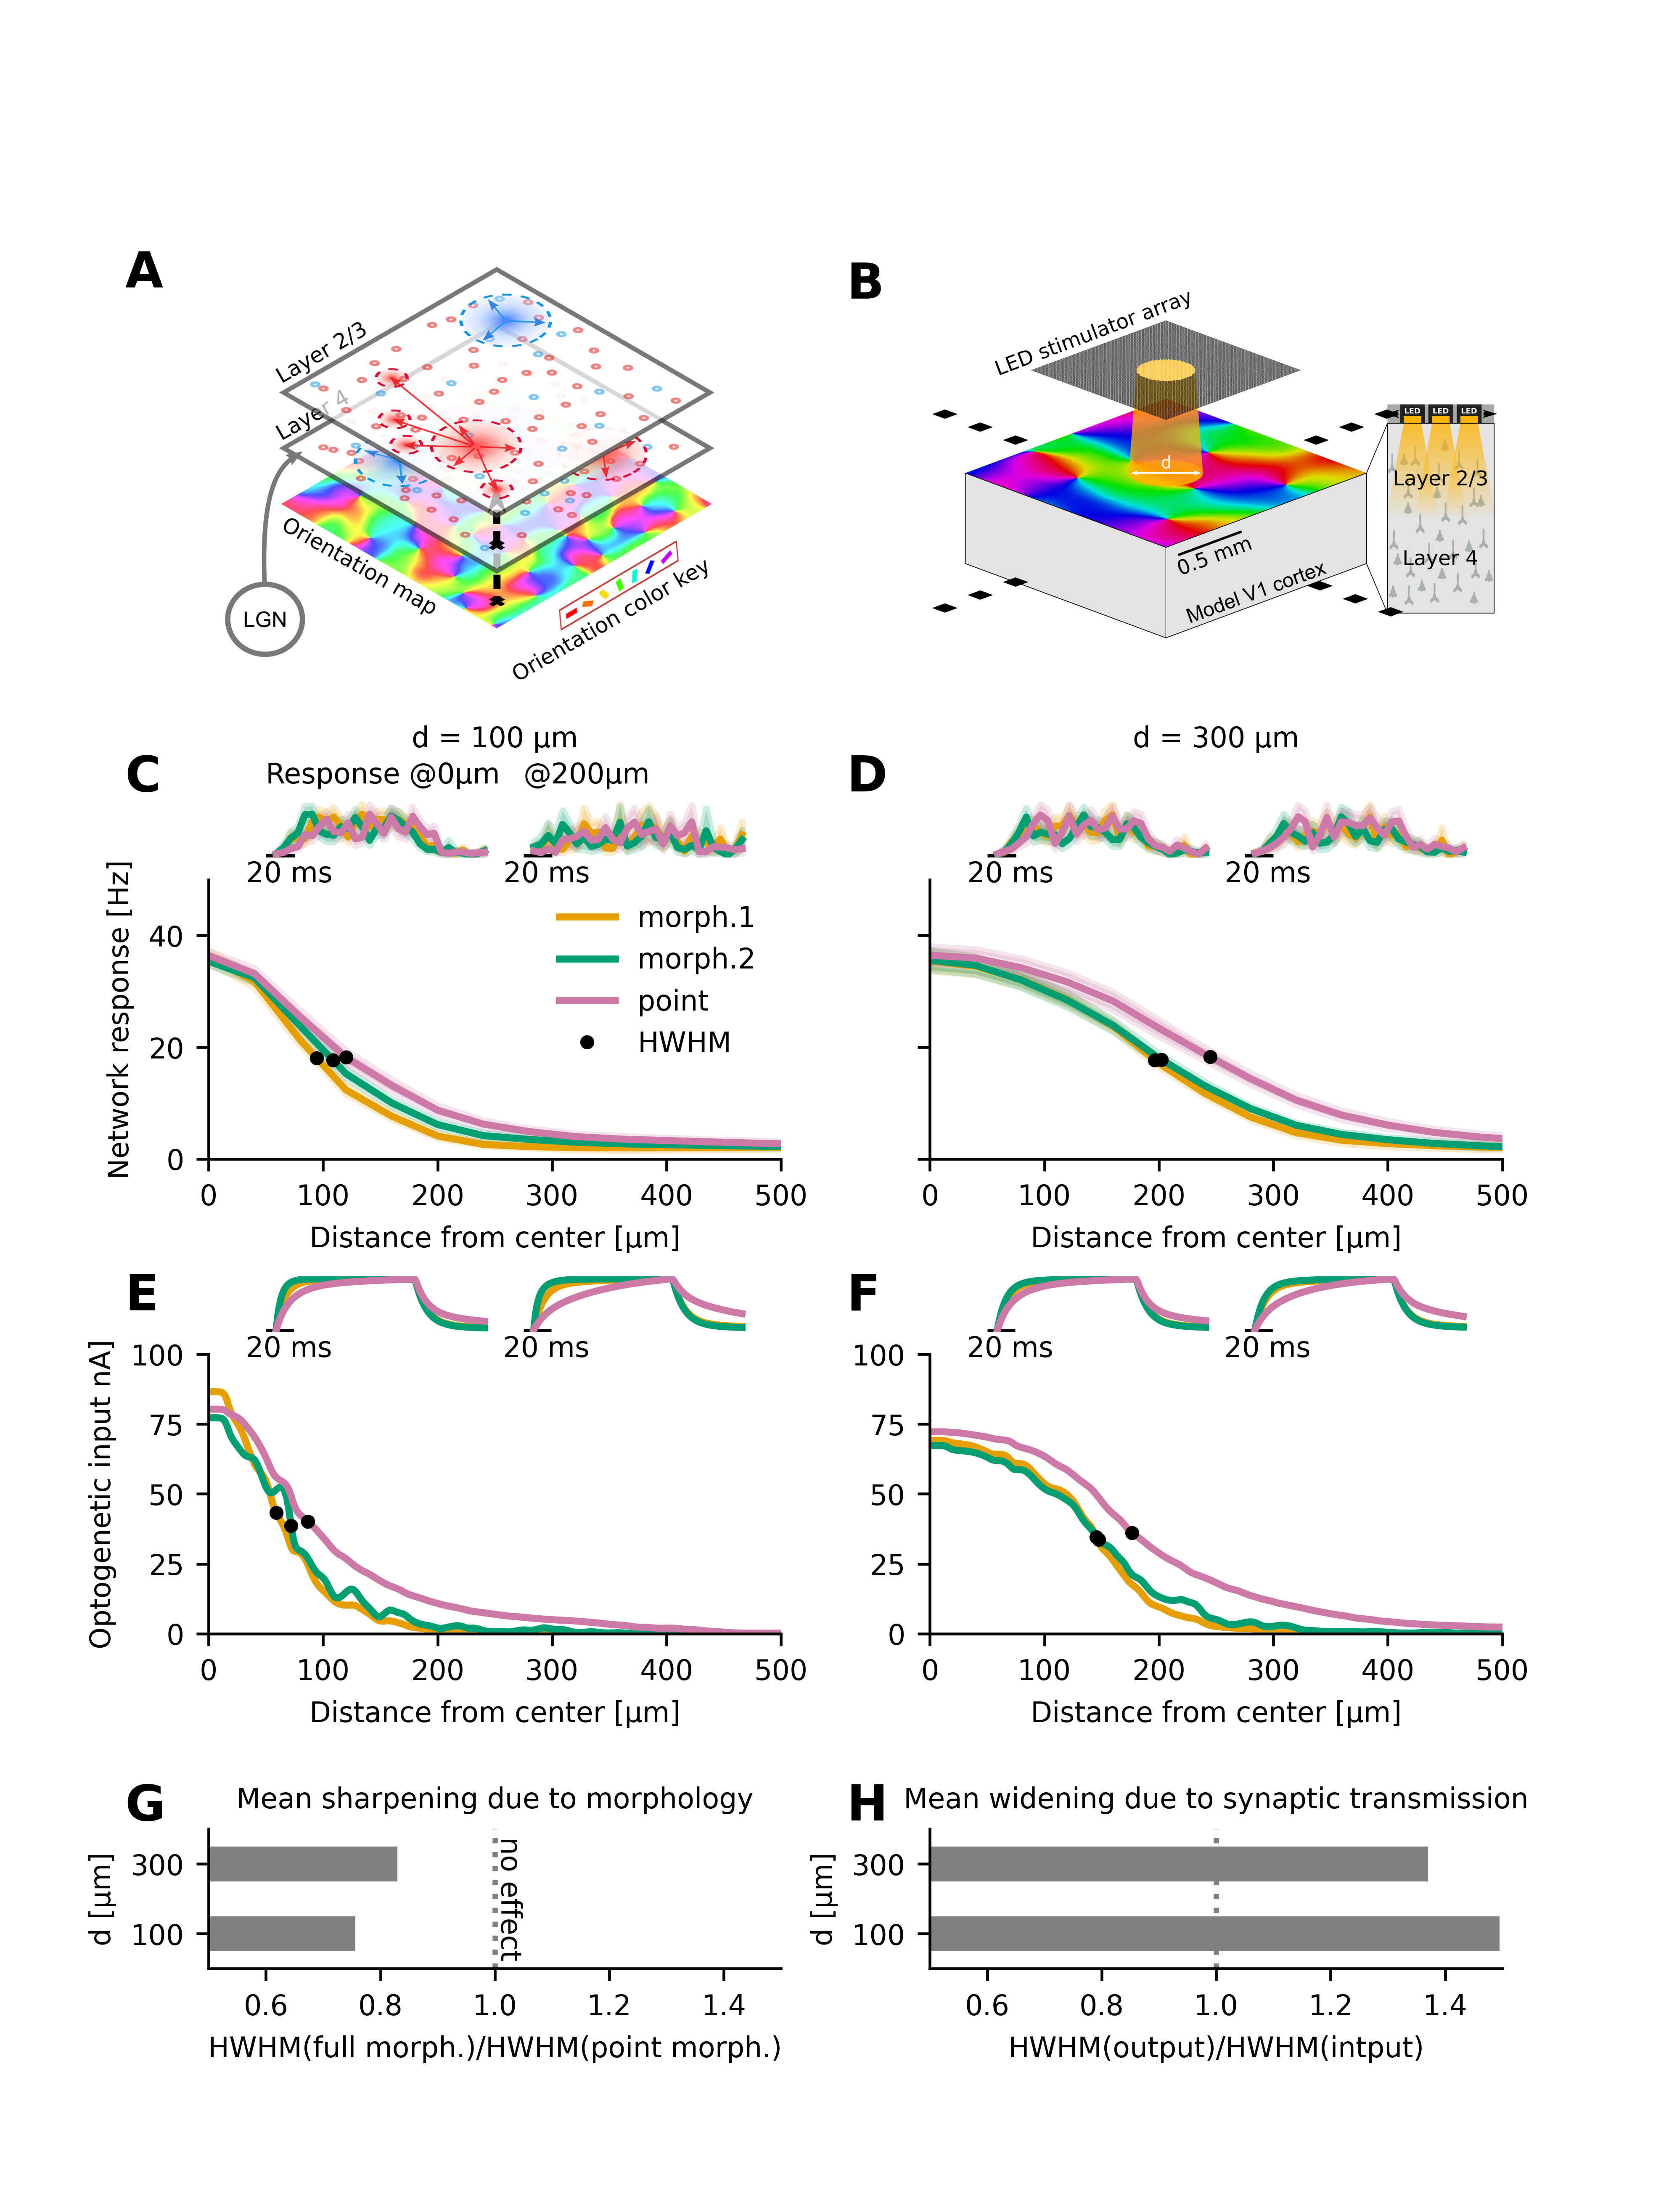 A
Layer 2/3
Layer 4
Orientation map
Orientation color key
LGN
B
LED stimulator array
d
0.5 mm
Model V1 cortex
LED LED LED
Layer 2/3
Layer 4
d = 100 µm
C
Response @0µm @200µm
20 ms 20 ms
Network response [Hz]
40
20
0
morph.1
morph.2
point
HWHM
0 100 200 300 400 500
Distance from center [µm]
d = 300 µm
D
20 ms 20 ms
0 100 200 300 400 500
Distance from center [µm]
E
20 ms 20 ms
Optogenetic input nA]
100
75
50
25
0
0 100 200 300 400 500
Distance from center [µm]
F
20 ms 20 ms
100
75
50
25
0
0 100 200 300 400 500
Distance from center [µm]
G
Mean sharpening due to morphology
d [µm]
300
100
no effect
0.6 0.8 1.0 1.2 1.4
HWHM(full morph.)/HWHM(point morph.)
H
Mean widening due to synaptic transmission
d [µm]
300
100
0.6 0.8 1.0 1.2 1.4
HWHM(output)/HWHM(intput)